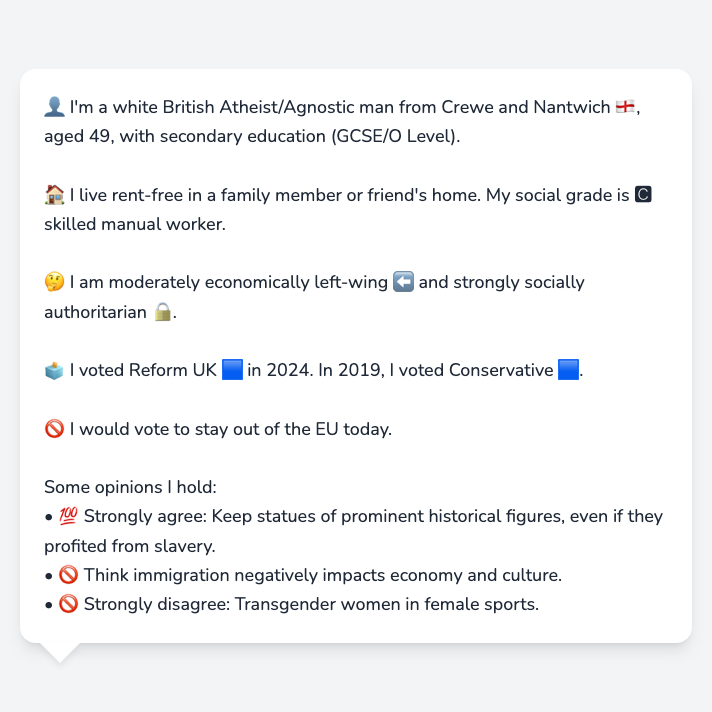 👤 I'm a white British Atheist/Agnostic man from Crewe and Nantwich 🏴󠁧󠁢󠁥󠁮󠁧󠁿,
aged 49, with secondary education (GCSE/O Level).
🏠 I live rent-free in a family member or friend's home. My social grade is 🅲
skilled manual worker.
🤔 I am moderately economically left-wing ⬅️ and strongly socially
authoritarian 🔒.
🗳️ I voted Reform UK 🟦 in 2024. In 2019, I voted Conservative 🟦.
🚫 I would vote to stay out of the EU today.
Some opinions I hold:
• 💯 Strongly agree: Keep statues of prominent historical figures, even if they
profited from slavery.
• 🚫 Think immigration negatively impacts economy and culture.
• 🚫 Strongly disagree: Transgender women in female sports.